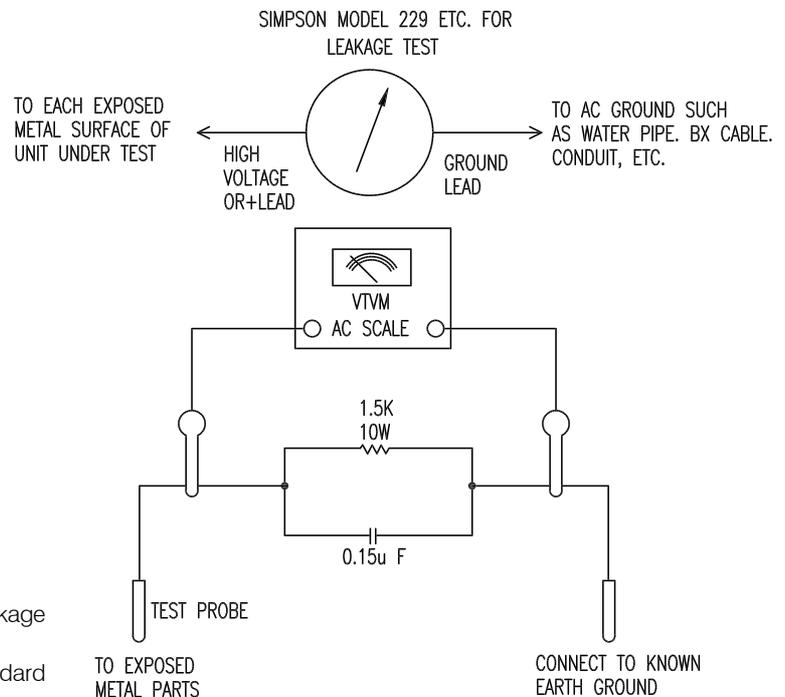 SIMPSON MODEL 229 ETC. FOR
LEAKAGE TEST
TO EACH EXPOSED
METAL SURFACE OF
UNIT UNDER TEST
HIGH
VOLTAGE
OR+LEAD
GROUND
LEAD
TO AC GROUND SUCH
AS WATER PIPE. BX CABLE.
CONDUIT, ETC.
VTVM
AC SCALE
1.5K
10W
0.15u F
kage
TEST PROBE
dard
TO EXPOSED
METAL PARTS
CONNECT TO KNOWN
EARTH GROUND